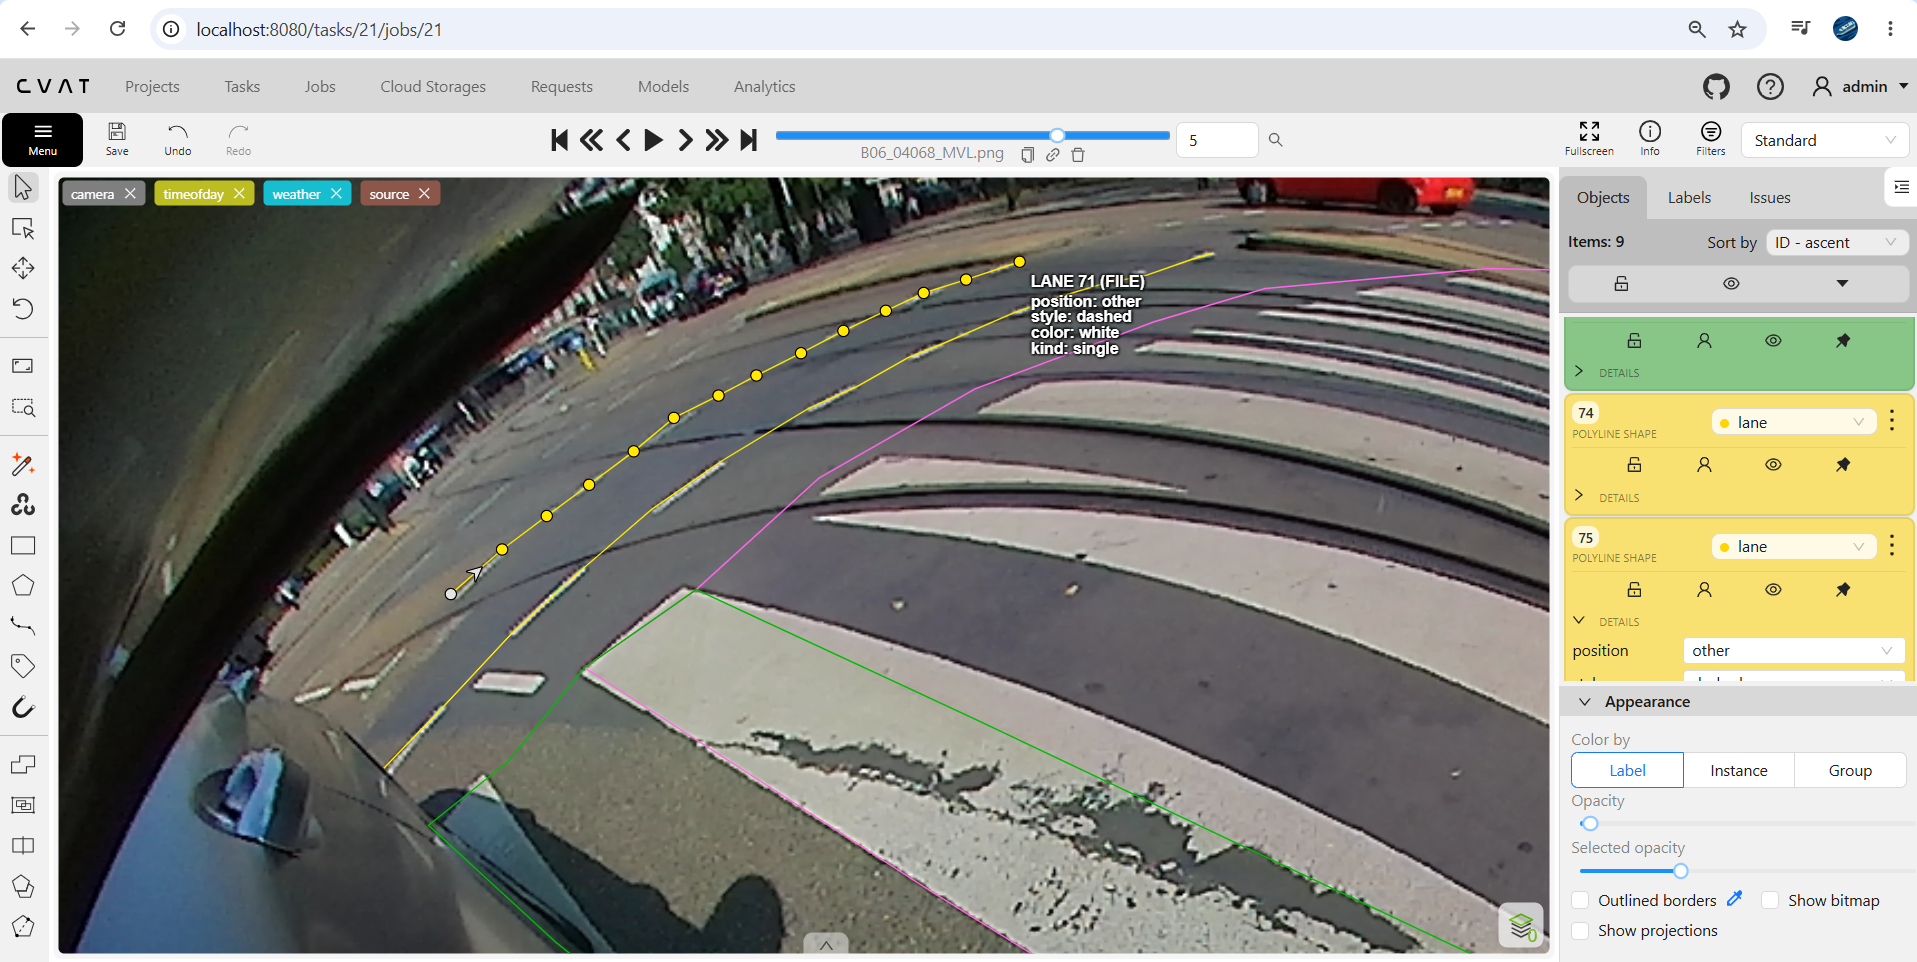 localhost:8080/tasks/21/jobs/21
CVAT
Projects
Tasks
Jobs
Cloud Storages
Requests
Models
Analytics
admin
Menu
Save
Undo
Redo
5
B06_04068_MVL.png
Fullscreen
Info
Filters
Standard
camera
timeofday
weather
source
LANE 71 (FILE)
position: other
style: dashed
color: white
kind: single
0
Objects
Labels
Issues
Items: 9
Sort by
ID - ascent
DETAILS
74
lane
POLYLINE SHAPE
DETAILS
75
lane
POLYLINE SHAPE
DETAILS
position
other
Appearance
Color by
Label
Instance
Group
Opacity
Selected opacity
Outlined borders
Show bitmap
Show projections